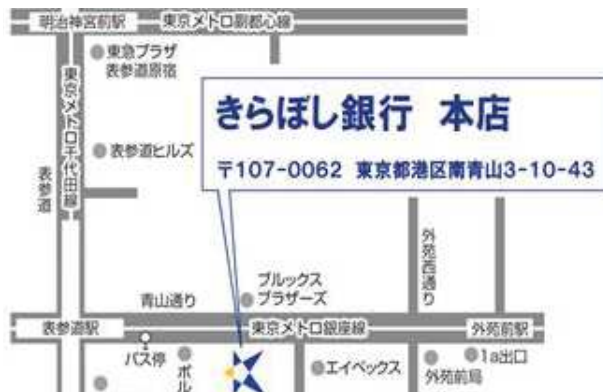 明治神宮前駅
東京メトロ副都心線
東急プラザ
表参道原宿
東京メトロ千代田線
きらぼし銀行 本店
〒107-0062 東京都港区南青山3-10-43
表参道ヒルズ
表参道
外苑西通り
ブルックス
ブラザーズ
青山通り
表参道駅
東京メトロ銀座線
外苑前駅
バス停
ポル
エイベックス
1a出口
外苑前局